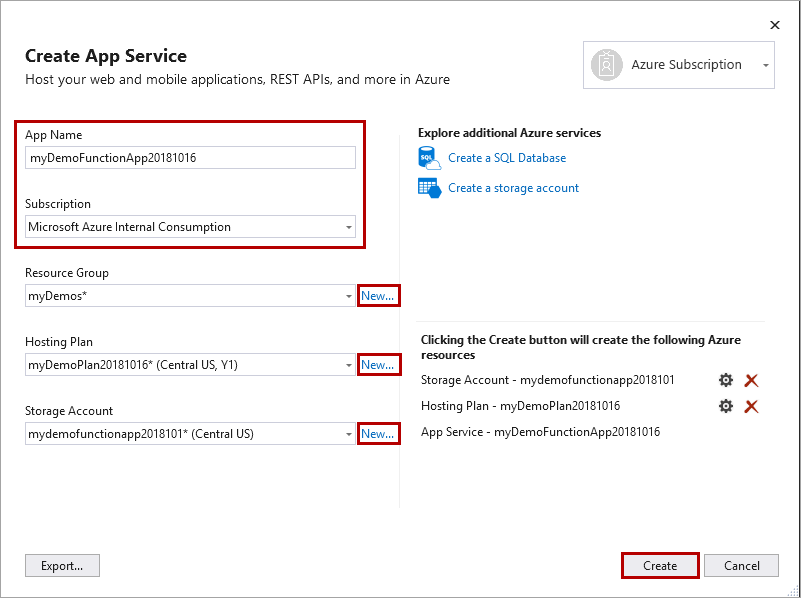 Create App Service
Host your web and mobile applications, REST APIs, and more in Azure
Azure Subscription
App Name
myDemoFunctionApp20181016
Subscription
Microsoft Azure Internal Consumption
Resource Group
myDemos*
New...
Hosting Plan
myDemoPlan20181016* (Central US, Y1)
New...
Storage Account
mydemofunctionapp2018101* (Central US)
New...
Explore additional Azure services
SQL
Create a SQL Database
Create a storage account
Clicking the Create button will create the following Azure
resources
Storage Account - mydemofunctionapp2018101
Hosting Plan - myDemoPlan20181016
App Service - myDemoFunctionApp20181016
Export...
Create
Cancel